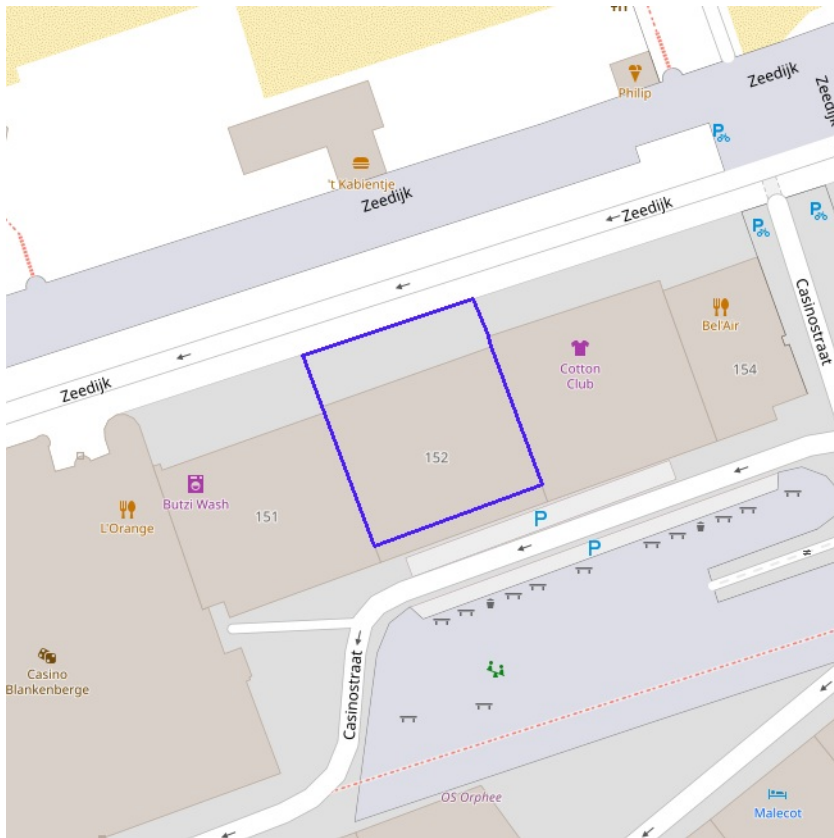 Zeedijk
Zeedijk
Philip
't Kabientje
Zeedijk
Zeedijk
Casinostraat
Bel'Air
Cotton
Club
154
Zeedijk
152
Butzi Wash
151
L'Orange
P
P
Casino
Blankenberge
Casinostraat
OS Orphee
Malecot